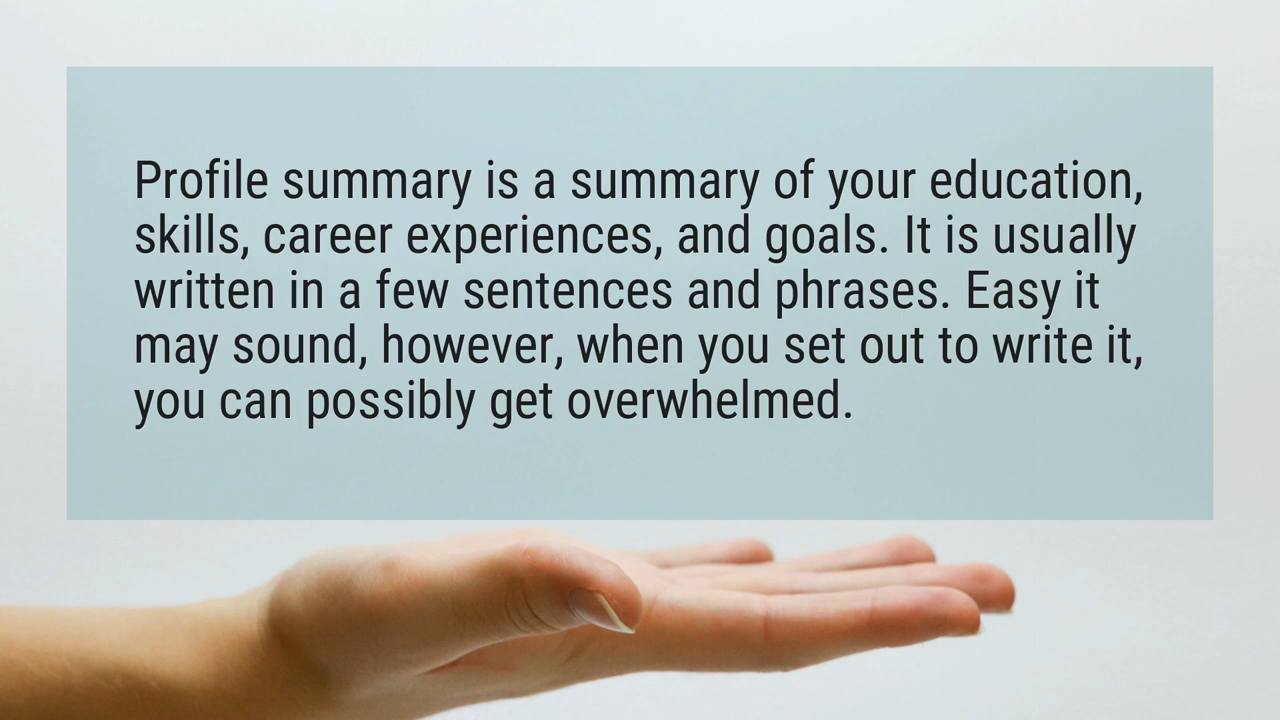 Profile summary is a summary of your education,
skills, career experiences, and goals. It is usually
written in a few sentences and phrases. Easy it
may sound, however, when you set out to write it,
you can possibly get overwhelmed.